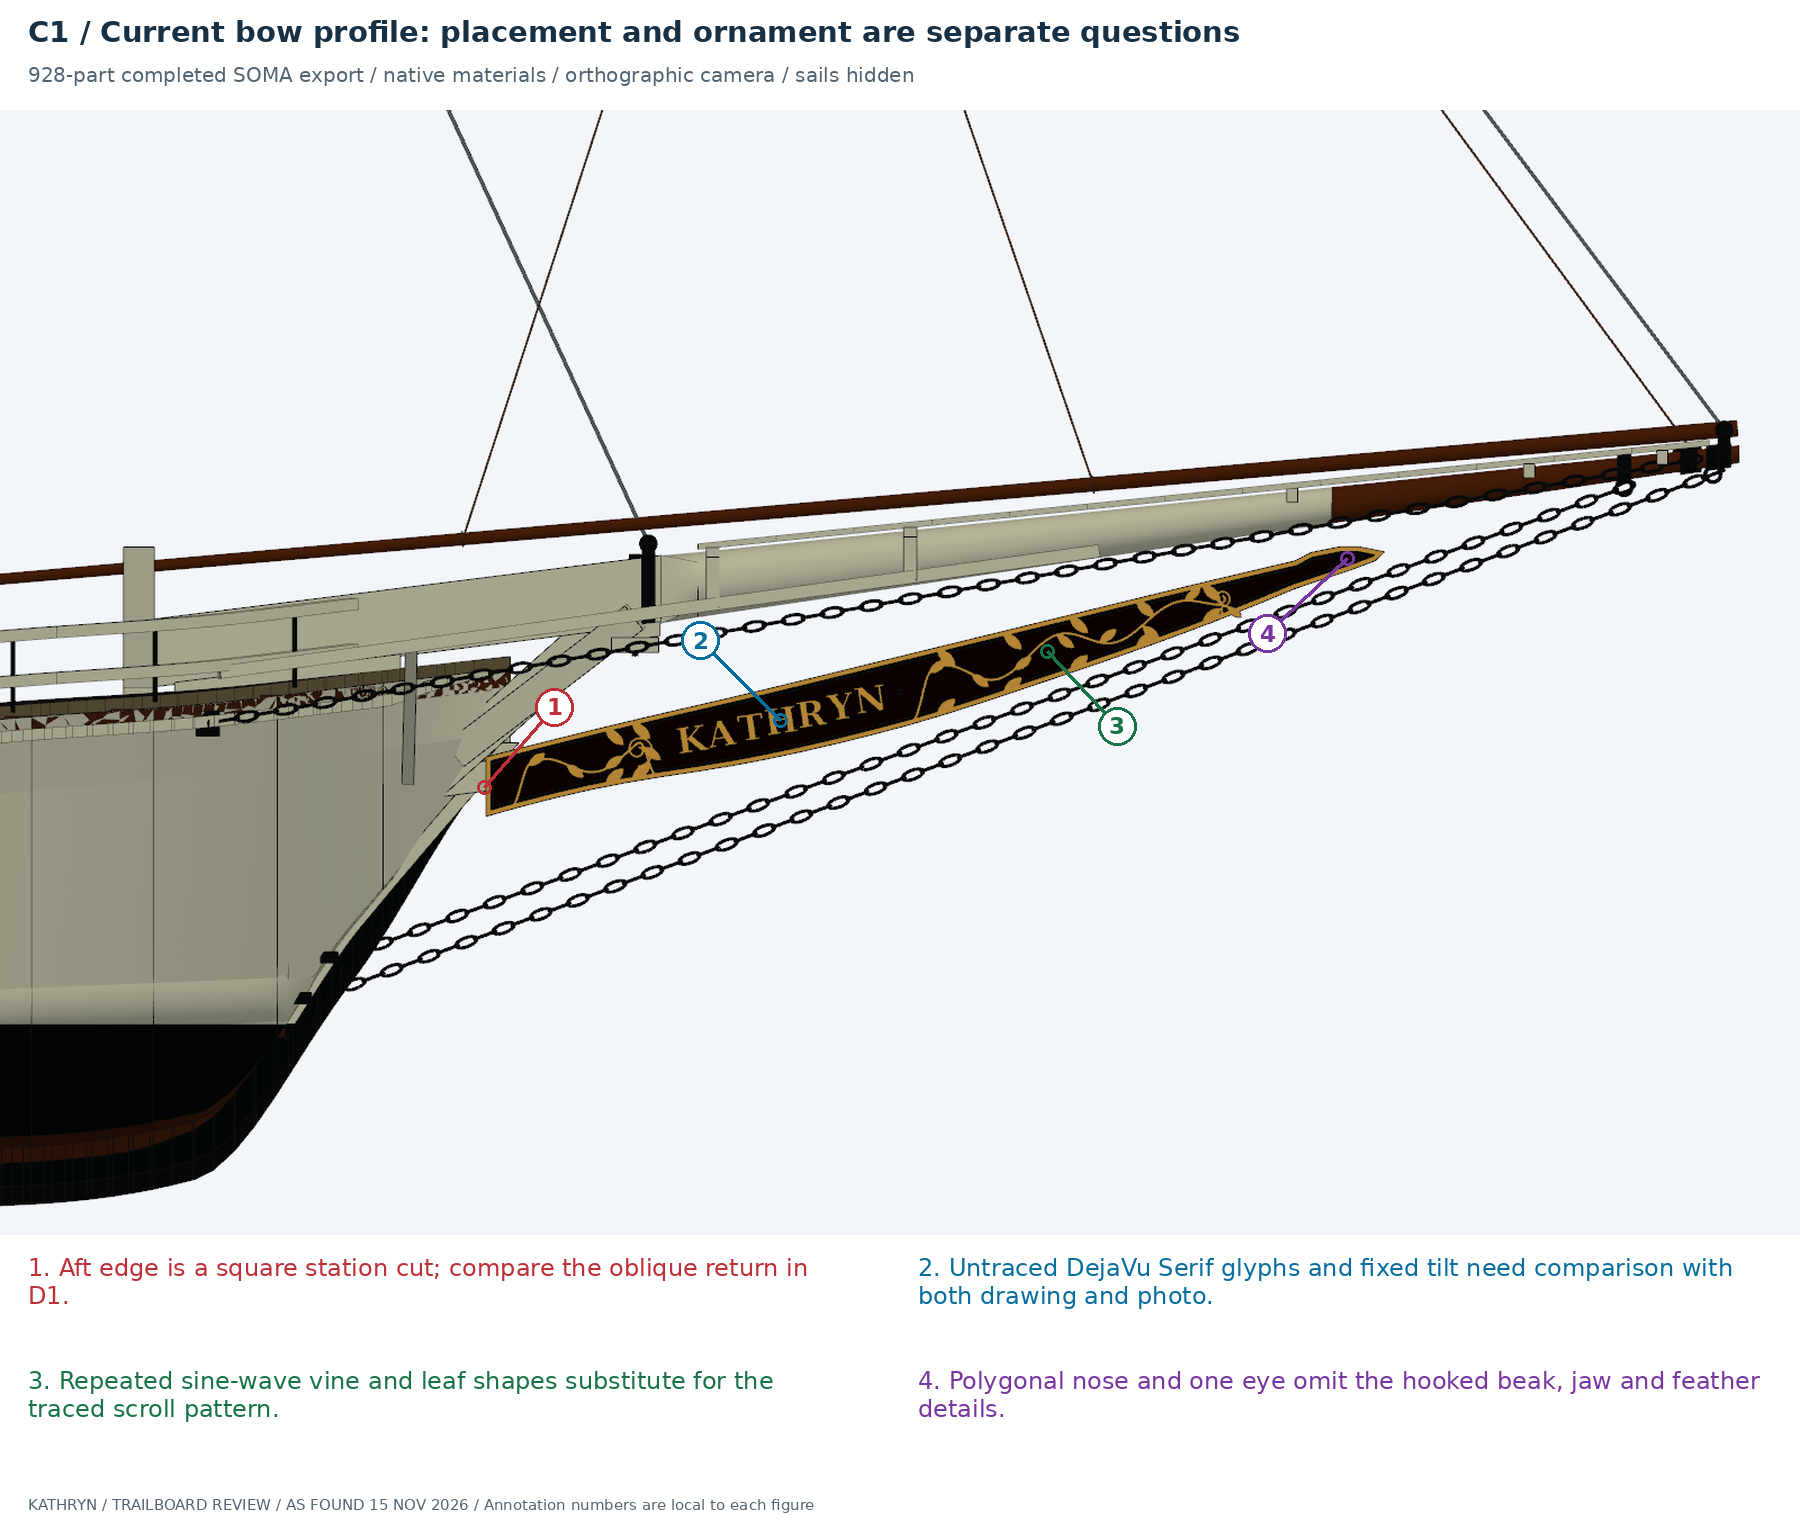 C1 / Current bow profile: placement and ornament are separate questions
928-part completed SOMA export / native materials / orthographic camera / sails hidden
2
1
4
3
KATHRYN
1. Aft edge is a square station cut; compare the oblique return in
D1.
2. Untraced DejaVu Serif glyphs and fixed tilt need comparison with
both drawing and photo.
3. Repeated sine-wave vine and leaf shapes substitute for the
traced scroll pattern.
4. Polygonal nose and one eye omit the hooked beak, jaw and feather
details.
KATHRYN / TRAILBOARD REVIEW / AS FOUND 15 NOV 2026 / Annotation numbers are local to each figure